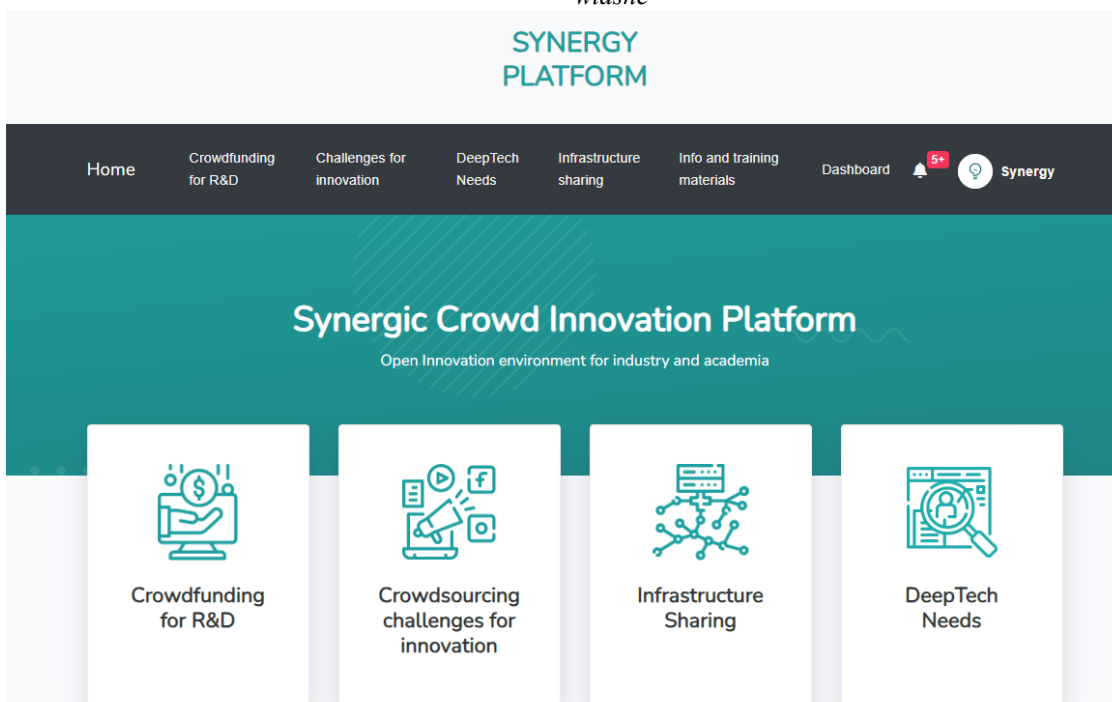 własne
SYNERGY
PLATFORM
Home
Crowdfunding
for R&D
Challenges for
innovation
DeepTech
Needs
Infrastructure
sharing
Info and training
materials
Dashboard
5+
Synergy
Synergic Crowd Innovation Platform
Open Innovation environment for industry and academia
Crowdfunding
for R&D
Crowdsourcing
challenges for
innovation
Infrastructure
Sharing
DeepTech
Needs